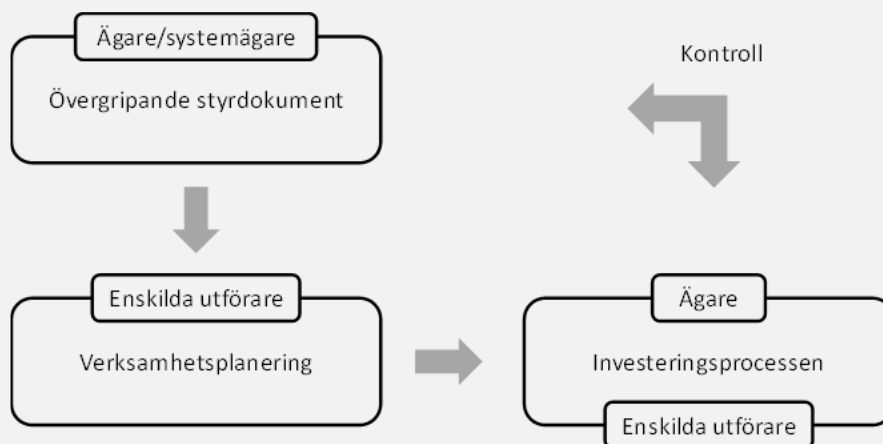 Ägare/systemägare
Övergripande styrdokument
Kontroll
Enskilda utförare
Verksamhetsplanering
Ägare
Investeringsprocessen
Enskilda utförare